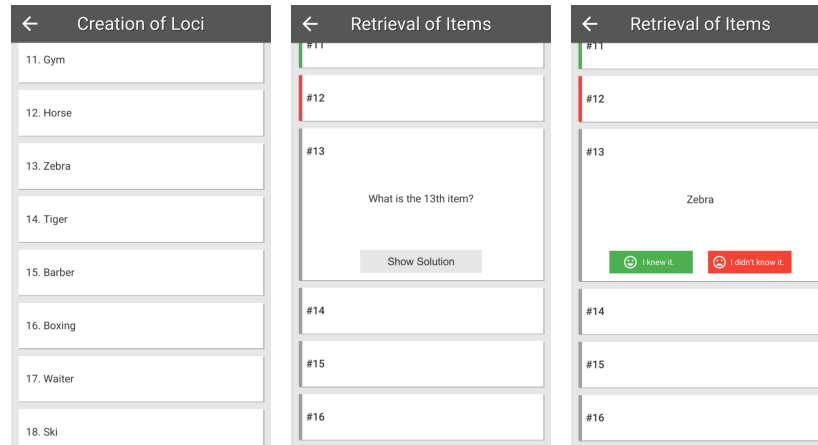 Creation of Loci
11. Gym
12. Horse
13. Zebra
14. Tiger
15. Barber
16. Boxing
17. Waiter
18. Ski
Retrieval of Items
#11
#12
#13
What is the 13th item?
Show Solution
#14
#15
#16
Retrieval of Items
#11
#12
#13
Zebra
I knew it.
I didn't know it.
#14
#15
#16